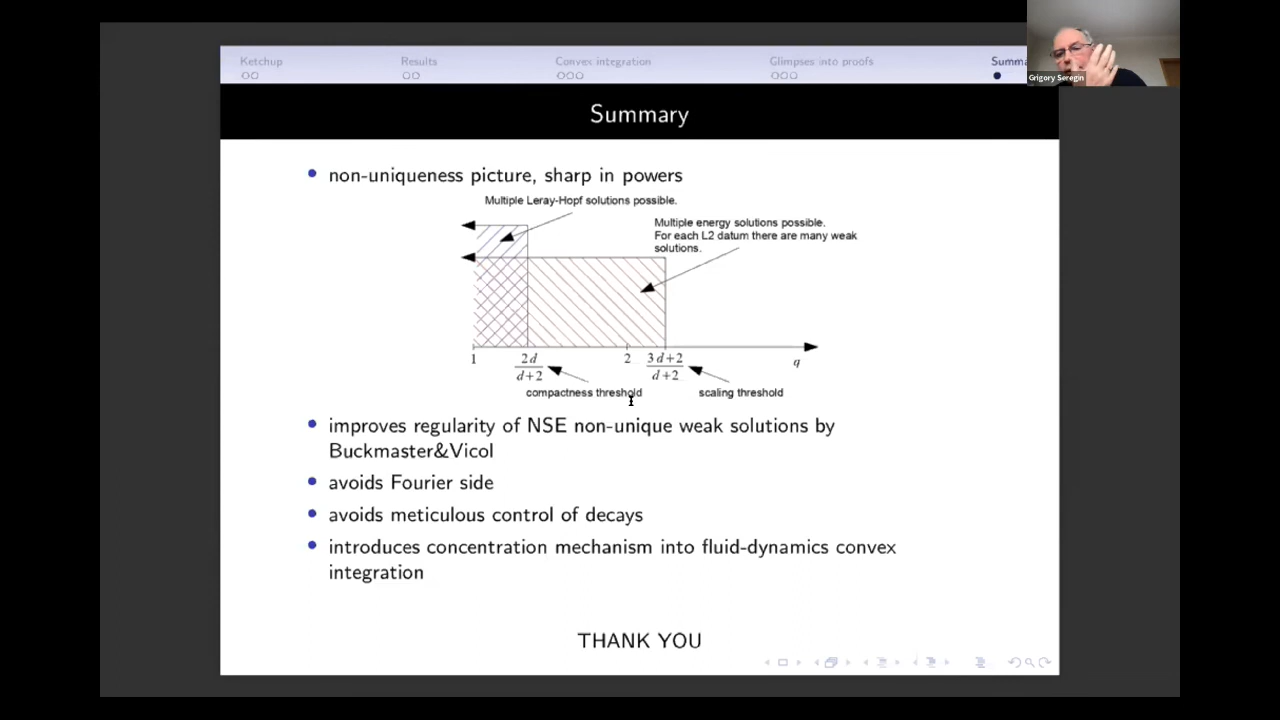 Ketchup
Results
Convex integration
Glimpses into proofs
Summa
Grigory Seregin
Summary
non-uniqueness picture, sharp in powers
Multiple Leray-Hopf solutions possible.
Multiple energy solutions possible.
For each L2 datum there are many weak
solutions.
1
2d
d+2
2
3d+2
d+2
q
compactness threshold
scaling threshold
improves regularity of NSE non-unique weak solutions by
Buckmaster&Vicol
avoids Fourier side
avoids meticulous control of decays
introduces concentration mechanism into fluid-dynamics convex
integration
THANK YOU